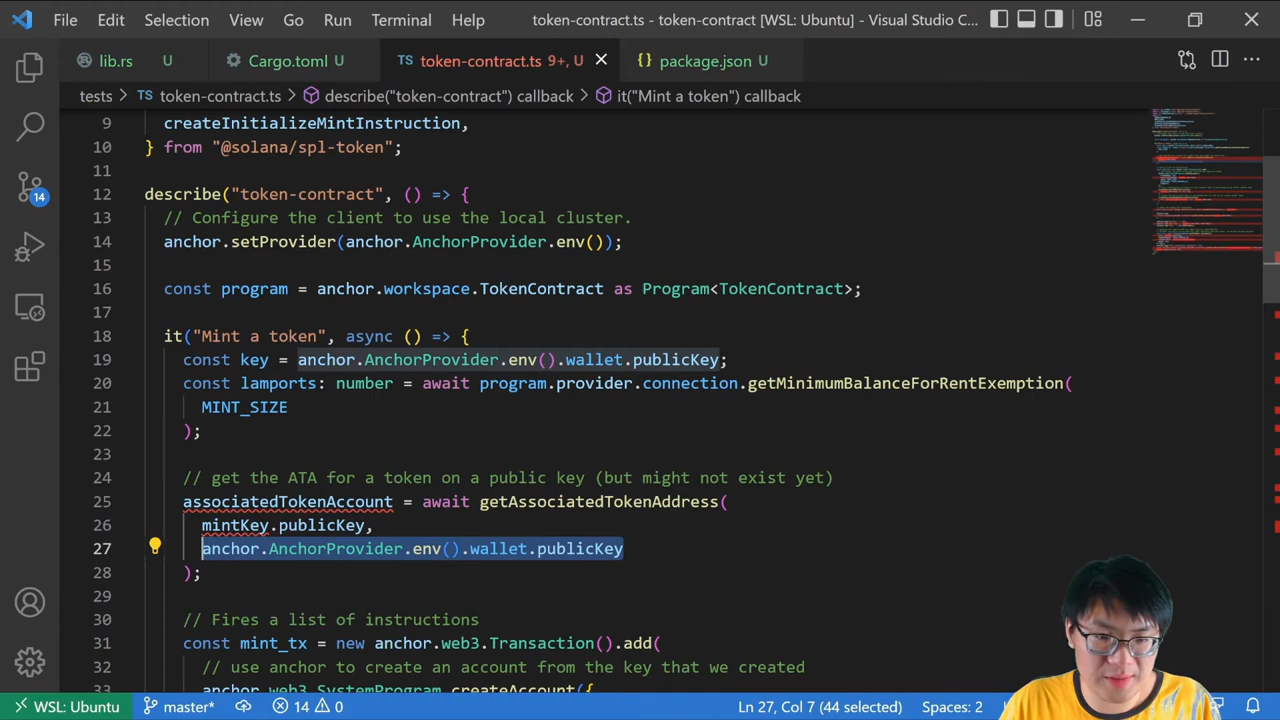 File Edit Selection View Go Run Terminal Help token-contract.ts - token-contract [WSL: Ubuntu] - Visual Studio C...
lib.rs U Cargo.toml U TS token-contract.ts 9+, U package.json U
tests TS token-contract.ts describe("token-contract") callback it("Mint a token") callback
9 createInitializeMintInstruction
10 } from "@solana/spl-token";
11
12 describe("token-contract", () => {
13 // Configure the client to use the local cluster.
14 anchor.setProvider(anchor.AnchorProvider.env());
15
16 const program = anchor.workspace.TokenContract as Program<TokenContract>;
17
18 it("Mint a token", async () => {
19 const key = anchor.AnchorProvider.env().wallet.publicKey;
20 const lamports: number = await program.provider.connection.getMinimumBalanceForRentExemption(
21 MINT_SIZE
22 );
23
24 // get the ATA for a token on a public key (but might not exist yet)
25 associatedTokenAccount = await getAssociatedTokenAddress(
26 mintKey.publicKey,
27 anchor.AnchorProvider.env().wallet.publicKey
28 );
29
30 // Fires a list of instructions
31 const mint_tx = new anchor.web3.Transaction().add(
32 // use anchor to create an account from the key that we created
33 anchor.web3.SystemProgram.createAccount({
14
WSL: Ubuntu master* 14 0 Ln 27, Col 7 (44 selected) Spaces: 2